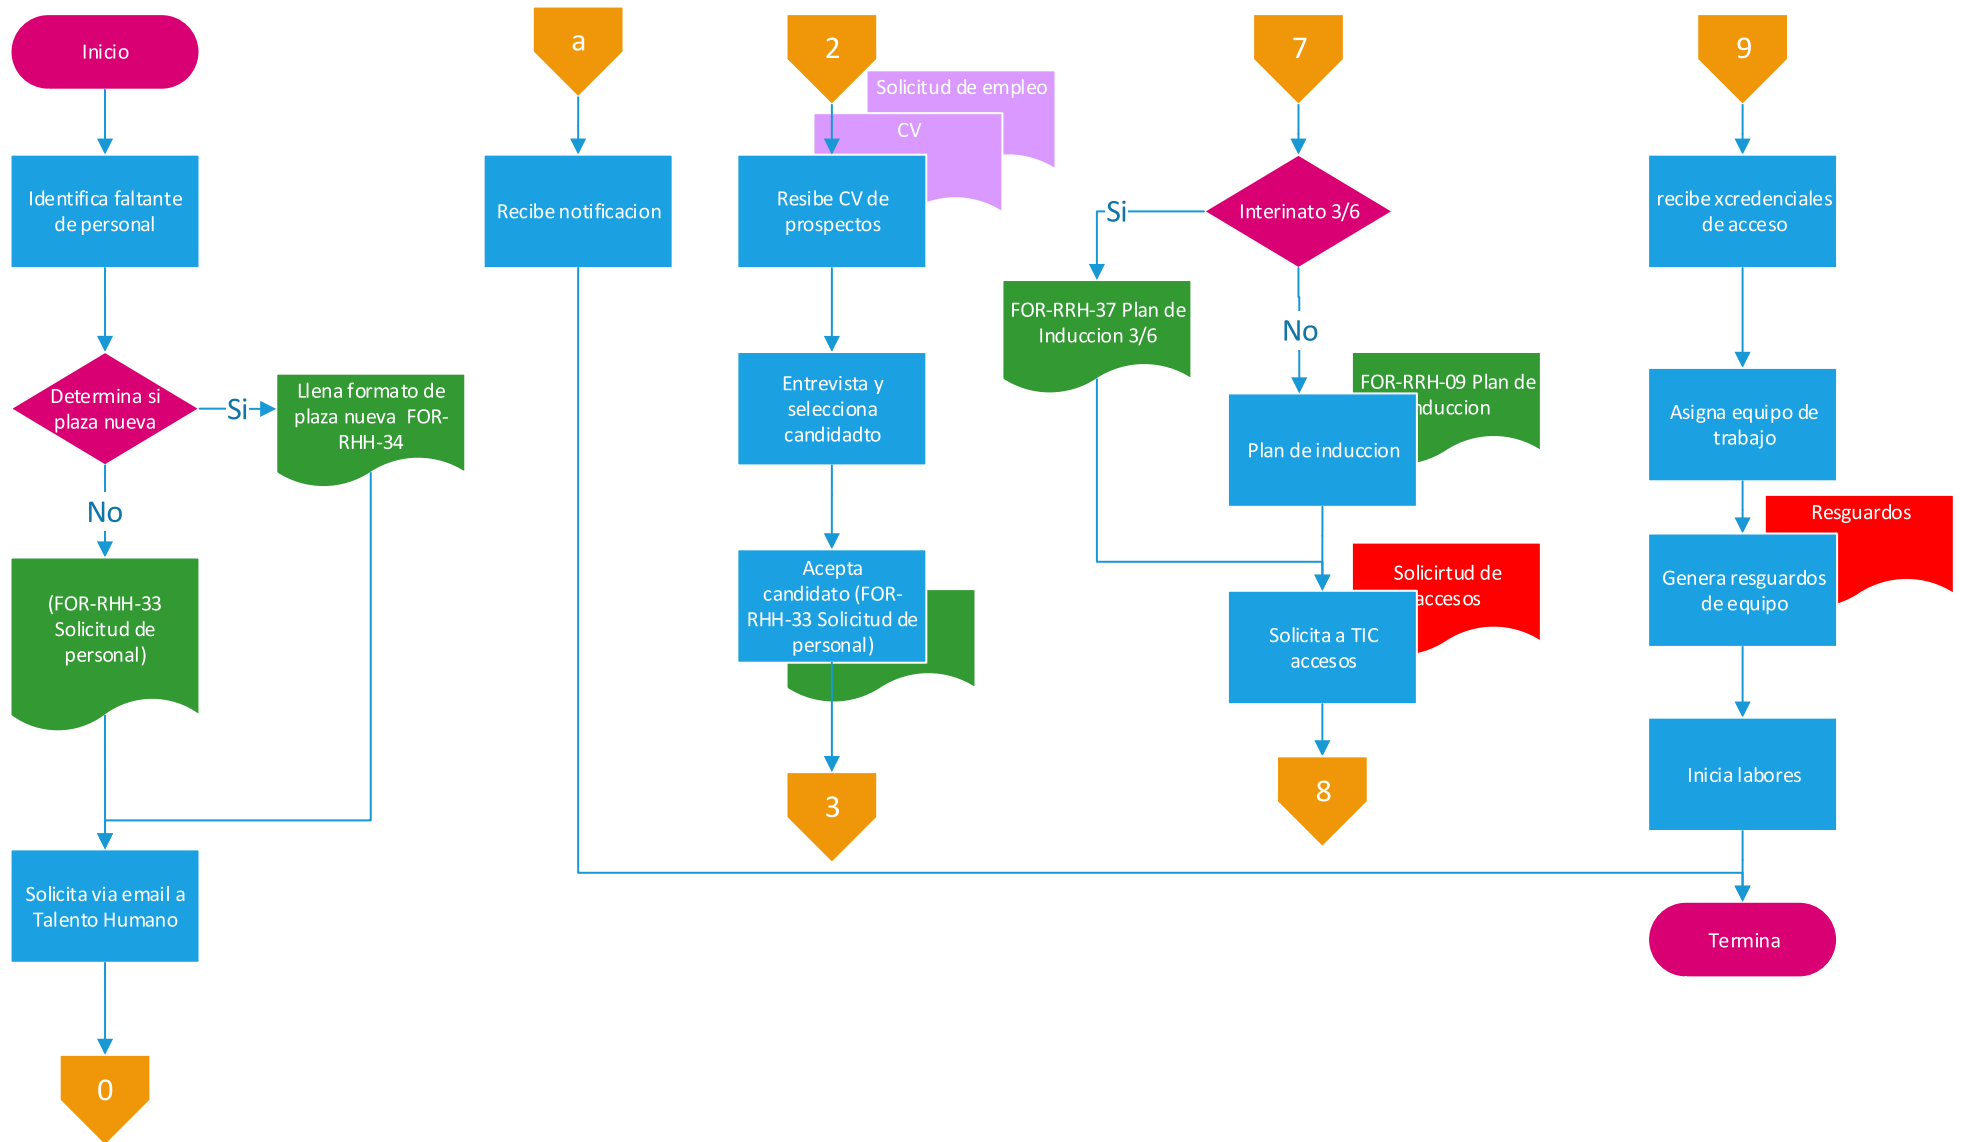 Inicio
Identifica faltante
de personal
Determina si
plaza nueva
Si
Llena formato de
plaza nueva FOR-
RHH-34
No
(FOR-RHH-33
Solicitud de
personal)
Solicita via email a
Talento Humano
0
a
Recibe notificacion
2
Solicitud de empleo
CV
Resibe CV de
prospectos
Entrevista y
selecciona
candidadto
Acepta
candidato (FOR-
RHH-33 Solicitud de
personal)
3
7
Interinato 3/6
Si
FOR-RRH-37 Plan de
Induccion 3/6
No
FOR-RRH-09 Plan de
nduccion
Plan de induccion
Solicirtud de
accesos
Solicita a TIC
accesos
8
9
recibe xcredenciales
de acceso
Asigna equipo de
trabajo
Resguardos
Genera resguardos
de equipo
Inicia labores
Termina